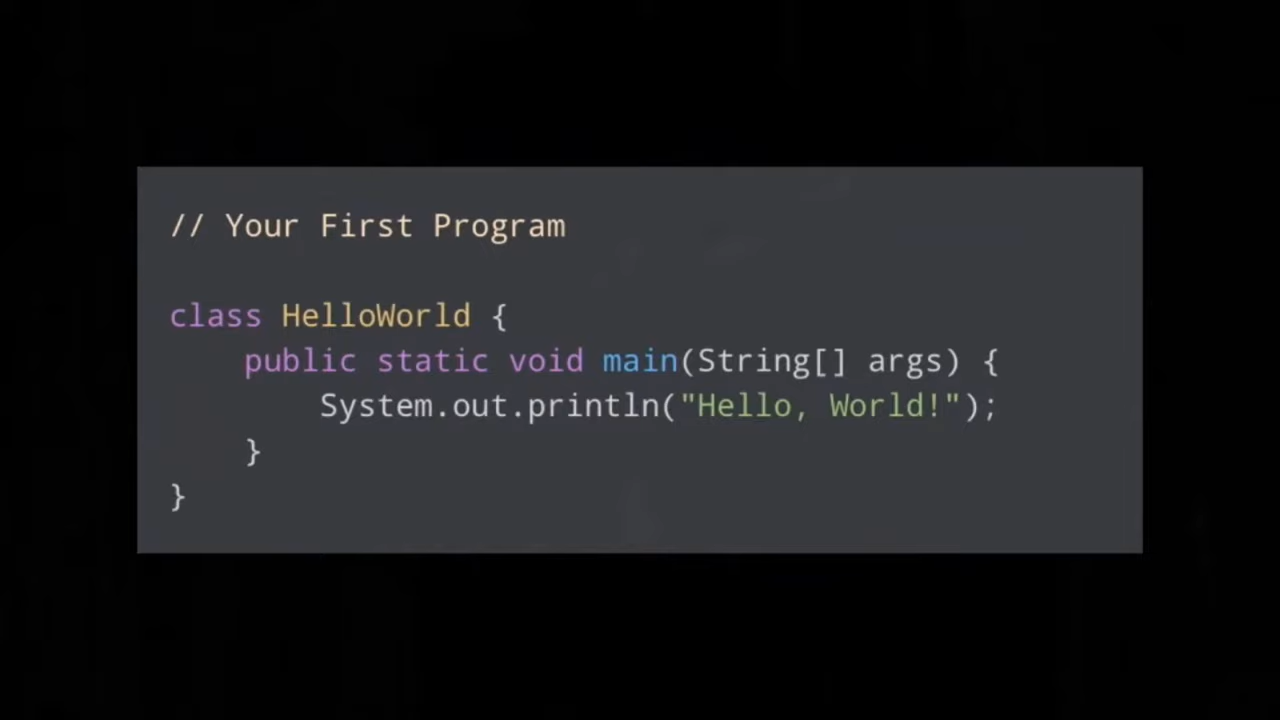 // Your First Program
class HelloWorld {
    public static void main(String[] args) {
        System.out.println("Hello, World!");
    }
}